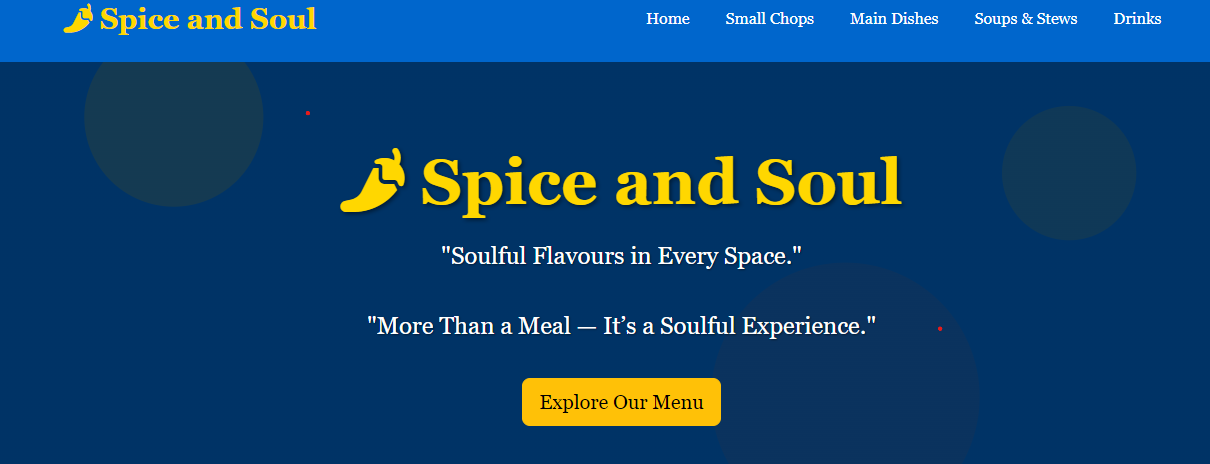 Spice and Soul
Home Small Chops Main Dishes Soups & Stews Drinks
Spice and Soul
"Soulful Flavours in Every Space."
"More Than a Meal — It’s a Soulful Experience."
Explore Our Menu